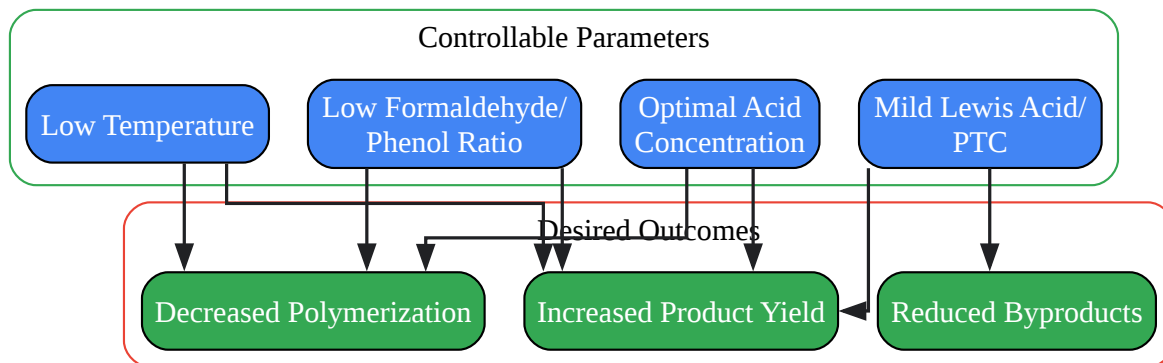 Controllable Parameters
Low Temperature
Low Formaldehyde/
Phenol Ratio
Optimal Acid
Concentration
Mild Lewis Acid/
PTC
Desired Outcomes
Decreased Polymerization
Increased Product Yield
Reduced Byproducts